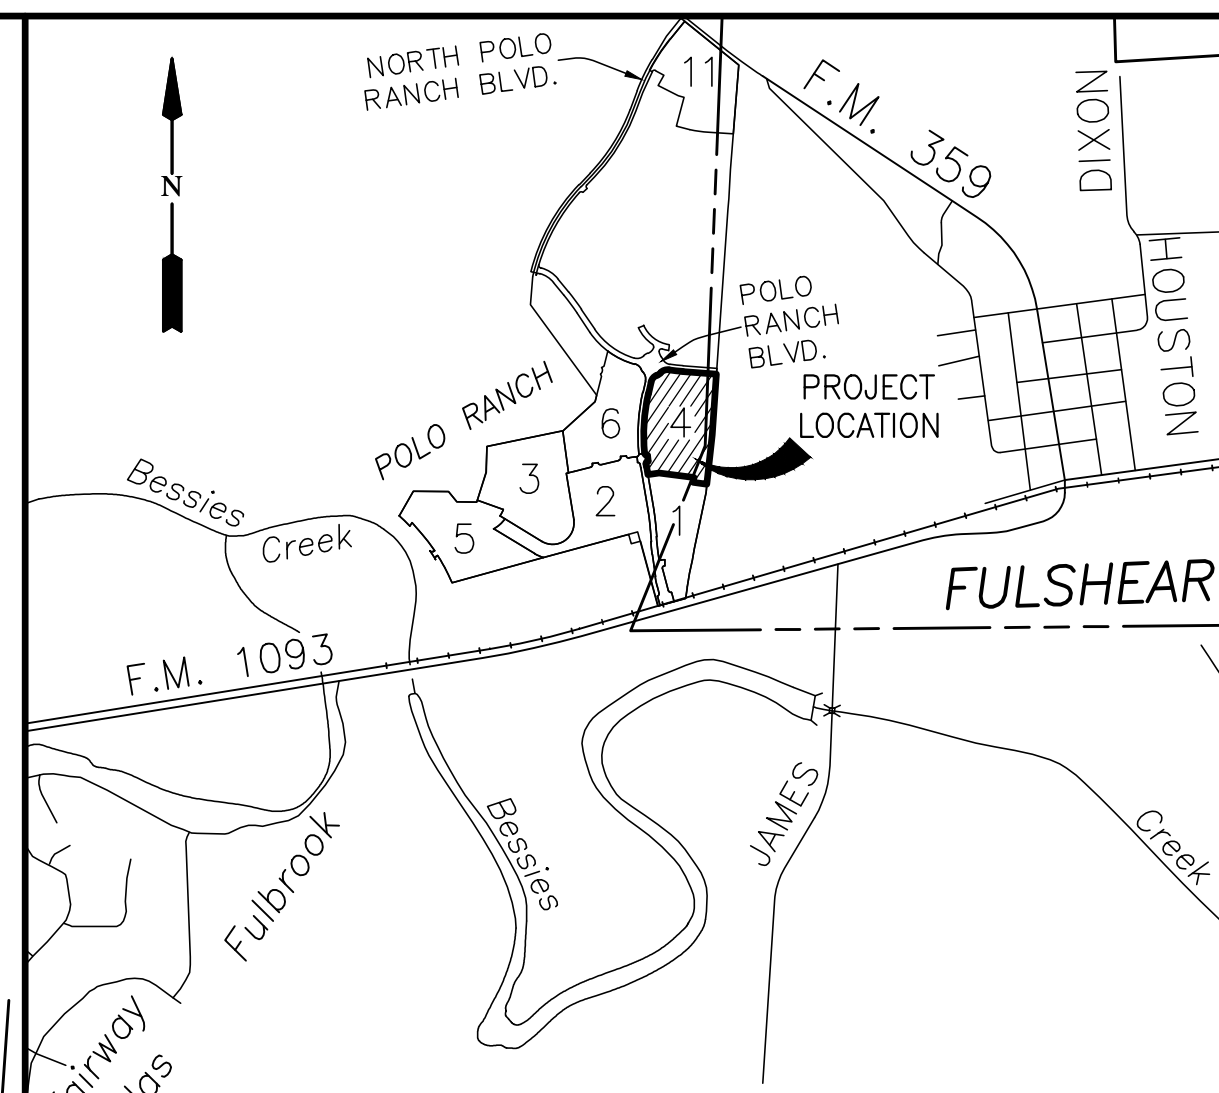 NORTH POLO
RANCH BLVD.
11
F.M. 359
DIXON
N
HOUSTON
POLO
RANCH
BLVD.
PROJECT
LOCATION
POLO RANCH
6
4
3
2
1
5
Bessies
Creek
FULSHEAR
F.M. 1093
JAMES
Bessies
Creek
Fulbrook